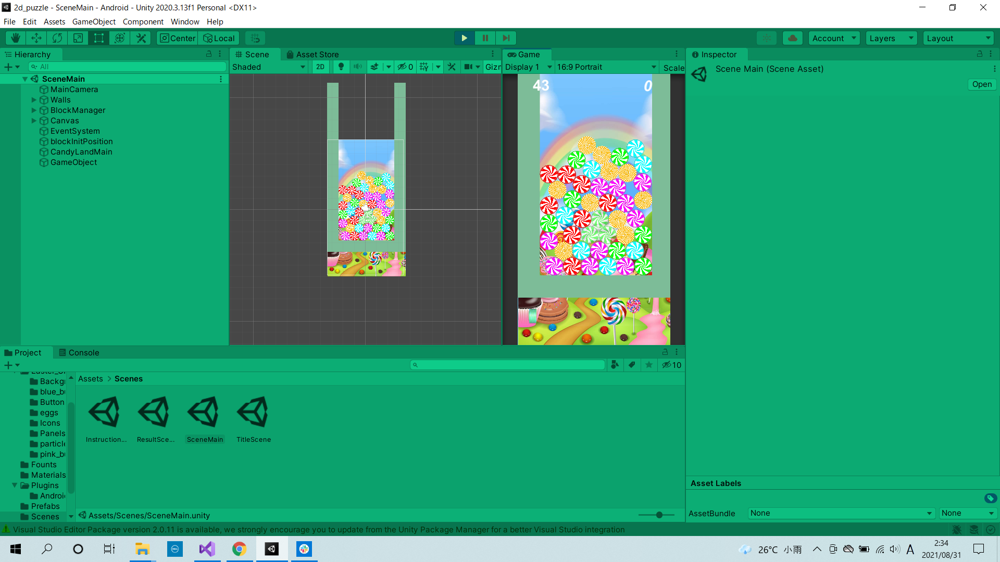 2d_puzzle - SceneMain - Android - Unity 2020.3.13f1 Personal <DX11>
File Edit Assets GameObject Component Window Help
Center Local Account Layers Layout
Hierarchy
All
SceneMain
MainCamera
Walls
BlockManager
Canvas
EventSystem
blockInitPosition
CandyLandMain
GameObject
Scene Asset Store
Shaded 2D 0 Gizn
Game
Display 1 16:9 Portrait Scale
43 0
Inspector
Scene Main (Scene Asset)
Open
Project Console
10
Backgr
blue_bu
Button
eggs
Icons
Panels
particle
pink_bu
Founts
Materials
Plugins
Androi
Prefabs
Scenes
Assets > Scenes
Instruction... ResultSce... SceneMain TitleScene
Assets/Scenes/SceneMain.unity
Asset Labels
AssetBundle None None
Visual Studio Editor Package version 2.0.11 is available, we strongly encourage you to update from the Unity Package Manager for a better Visual Studio integration
DELL
26°C 小雨 A 2:34
2021/08/31